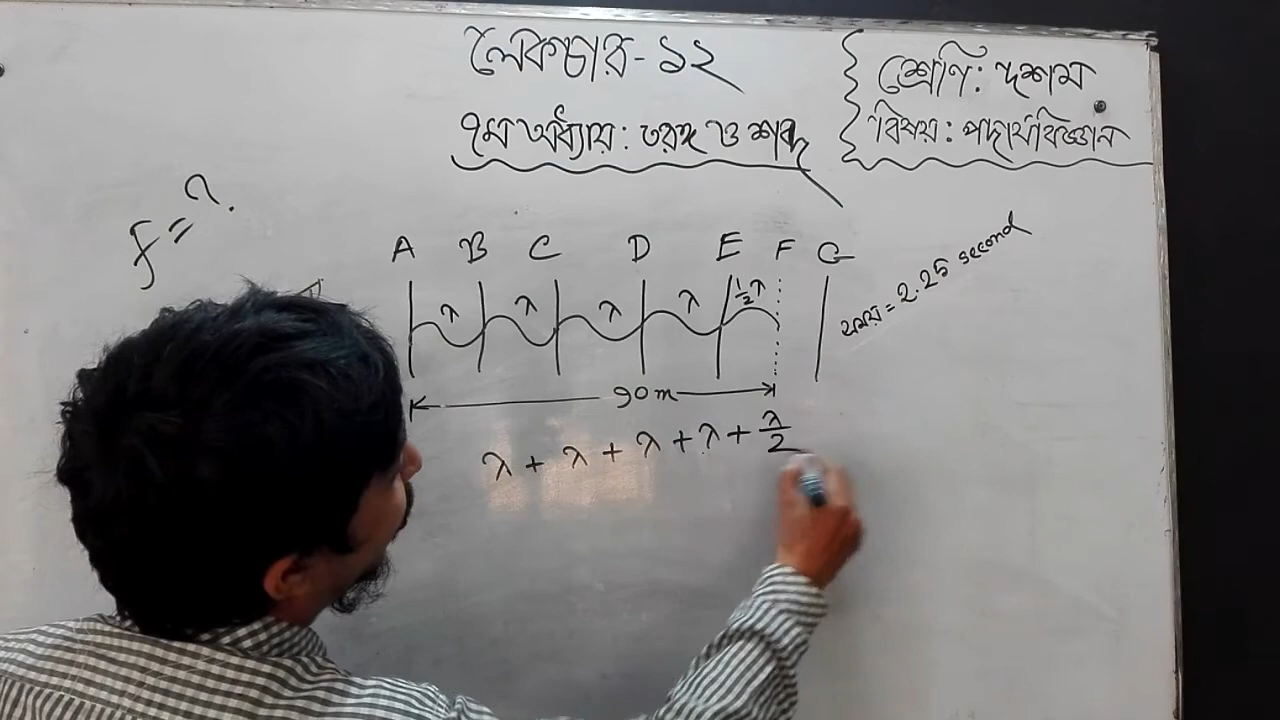 লেকচার-১২
শ্রেণি: দশম
৭ম অধ্যায়: তরঙ্গ ও শব্দ
বিষয়: পদার্থবিজ্ঞান
f = ?
A B C D E F G
λ λ λ λ ½λ
সময় = 2.25 second
90m
λ + λ + λ + λ + λ/2